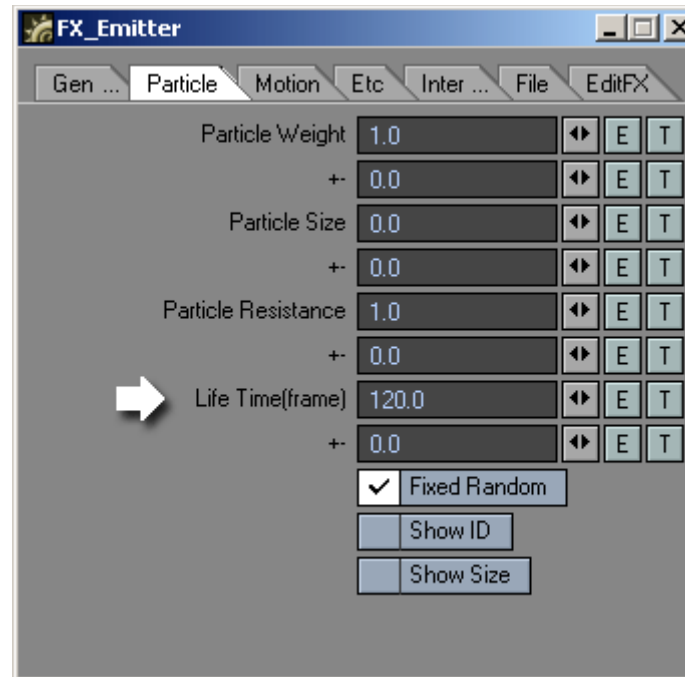 FX_Emitter
Gen ... Particle Motion Etc Inter ... File EditFX
Particle Weight 1.0 E T
+- 0.0 E T
Particle Size 0.0 E T
+- 0.0 E T
Particle Resistance 1.0 E T
+- 0.0 E T
Life Time(frame) 120.0 E T
+- 0.0 E T
Fixed Random
Show ID
Show Size